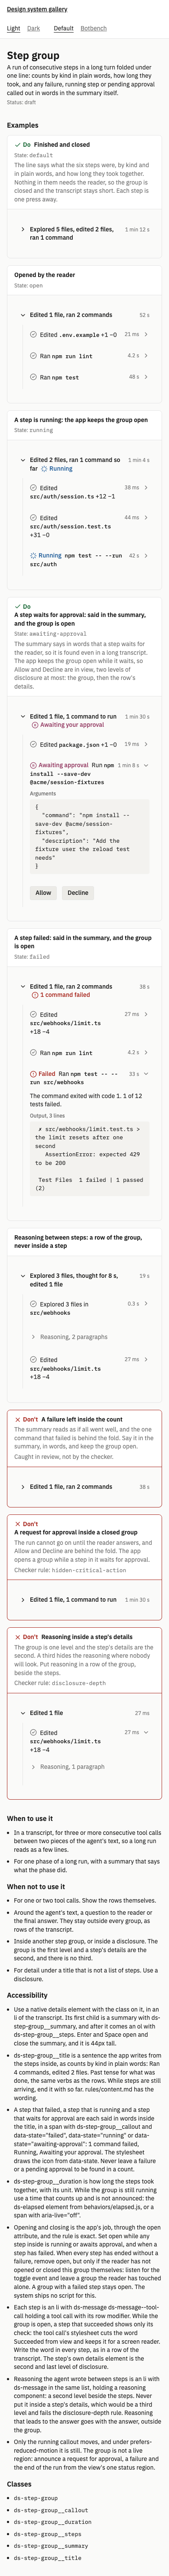 Design system gallery
Light Dark Default Botbench
Step group
A run of consecutive steps in a long turn folded under
one line: counts by kind in plain words, how long they
took, and any failure, running step or pending approval
called out in words in the summary itself.
Status: draft
Examples
Do Finished and closed
State: default
The line says what the six steps were, by kind and
in plain words, and how long they took together.
Nothing in them needs the reader, so the group is
closed and the transcript stays short. Each step is
one press away.
Explored 5 files, edited 2 files, 1 min 12 s
ran 1 command
Opened by the reader
State: open
Edited 1 file, ran 2 commands 52 s
Edited .env.example +1 −0 21 ms
Ran npm run lint 4.2 s
Ran npm test 48 s
A step is running: the app keeps the group open
State: running
Edited 2 files, ran 1 command so 1 min 4 s
far Running
Edited 38 ms
src/auth/session.ts +12 −1
Edited 44 ms
src/auth/session.test.ts
+31 −0
Running npm test -- --run 42 s
src/auth
Do
A step waits for approval: said in the summary,
and the group is open
State: awaiting-approval
The summary says in words that a step waits for
the reader, so it is found even in a long transcript.
The app keeps the group open while it waits, so
Allow and Decline are in view, two levels of
disclosure at most: the group, then the row's
details.
Edited 1 file, 1 command to run 1 min 30 s
Awaiting your approval
Edited package.json +1 −0 19 ms
Awaiting approval Run npm 1 min 8 s
install --save-dev
@acme/session-fixtures
Arguments
{
"command": "npm install --
save-dev @acme/session-
fixtures",
"description": "Add the
fixture user the reload test
needs"
}
Allow Decline
A step failed: said in the summary, and the group
is open
State: failed
Edited 1 file, ran 2 commands 38 s
1 command failed
Edited 27 ms
src/webhooks/limit.ts
+18 −4
Ran npm run lint 4.2 s
Failed Ran npm test -- -- 33 s
run src/webhooks
The command exited with code 1. 1 of 12
tests failed.
Output, 3 lines
✗ src/webhooks/limit.test.ts >
the limit resets after one
second
AssertionError: expected 429
to be 200
Test Files 1 failed | 1 passed
(2)
Reasoning between steps: a row of the group,
never inside a step
Explored 3 files, thought for 8 s, 19 s
edited 1 file
Explored 3 files in 0.3 s
src/webhooks
Reasoning, 2 paragraphs
Edited 27 ms
src/webhooks/limit.ts
+18 −4
Don't A failure left inside the count
The summary reads as if all went well, and the one
command that failed is behind the fold. Say it in the
summary, in words, and keep the group open.
Caught in review, not by the checker.
Edited 1 file, ran 2 commands 38 s
Don't
A request for approval inside a closed group
The run cannot go on until the reader answers, and
Allow and Decline are behind the fold. The app
opens a group while a step in it waits for approval.
Checker rule: hidden-critical-action
Edited 1 file, 1 command to run 1 min 30 s
Don't Reasoning inside a step's details
The group is one level and the step's details are the
second. A third hides the reasoning where nobody
will look. Put reasoning in a row of the group,
beside the steps.
Checker rule: disclosure-depth
Edited 1 file 27 ms
Edited 27 ms
src/webhooks/limit.ts
+18 −4
Reasoning, 1 paragraph
When to use it
In a transcript, for three or more consecutive tool calls
between two pieces of the agent's text, so a long run
reads as a few lines.
For one phase of a long run, with a summary that says
what the phase did.
When not to use it
For one or two tool calls. Show the rows themselves.
Around the agent's text, a question to the reader or
the final answer. They stay outside every group, as
rows of the transcript.
Inside another step group, or inside a disclosure. The
group is the first level and a step's details are the
second, and there is no third.
For detail under a title that is not a list of steps. Use a
disclosure.
Accessibility
Use a native details element with the class on it, in an
li of the transcript. Its first child is a summary with ds-
step-group__summary, and after it comes an ol with
ds-step-group__steps. Enter and Space open and
close the summary, and it is 44px tall.
ds-step-group__title is a sentence the app writes from
the steps inside, as counts by kind in plain words: Ran
4 commands, edited 2 files. Past tense for what was
done, the same verbs as the rows. While steps are still
arriving, end it with so far. rules/content.md has the
wording.
A step that failed, a step that is running and a step
that waits for approval are each said in words inside
the title, in a span with ds-step-group__callout and
data-state="failed", data-state="running" or data-
state="awaiting-approval": 1 command failed,
Running, Awaiting your approval. The stylesheet
draws the icon from data-state. Never leave a failure
or a pending approval to be found in a count.
ds-step-group__duration is how long the steps took
together, with its unit. While the group is still running
use a time that counts up and is not announced: the
ds-elapsed element from behaviours/elapsed.js, or a
span with aria-live="off".
Opening and closing is the app's job, through the open
attribute, and the rule is exact. Set open while any
step inside is running or awaits approval, and when a
step has failed. When every step has ended without a
failure, remove open, but only if the reader has not
opened or closed this group themselves: listen for the
toggle event and leave a group the reader has touched
alone. A group with a failed step stays open. The
system ships no script for this.
Each step is an li with ds-message ds-message--tool-
call holding a tool call with its row modifier. While the
group is open, a step that succeeded shows only its
check: the tool call's stylesheet cuts the word
Succeeded from view and keeps it for a screen reader.
Write the word in every step, as in a row of the
transcript. The step's own details element is the
second and last level of disclosure.
Reasoning the agent wrote between steps is an li with
ds-message in the same list, holding a reasoning
component: a second level beside the steps. Never
put it inside a step's details, which would be a third
level and fails the disclosure-depth rule. Reasoning
that leads to the answer goes with the answer, outside
the group.
Only the running callout moves, and under prefers-
reduced-motion it is still. The group is not a live
region: announce a request for approval, a failure and
the end of the run from the view's one status region.
Classes
ds-step-group
ds-step-group__callout
ds-step-group__duration
ds-step-group__steps
ds-step-group__summary
ds-step-group__title